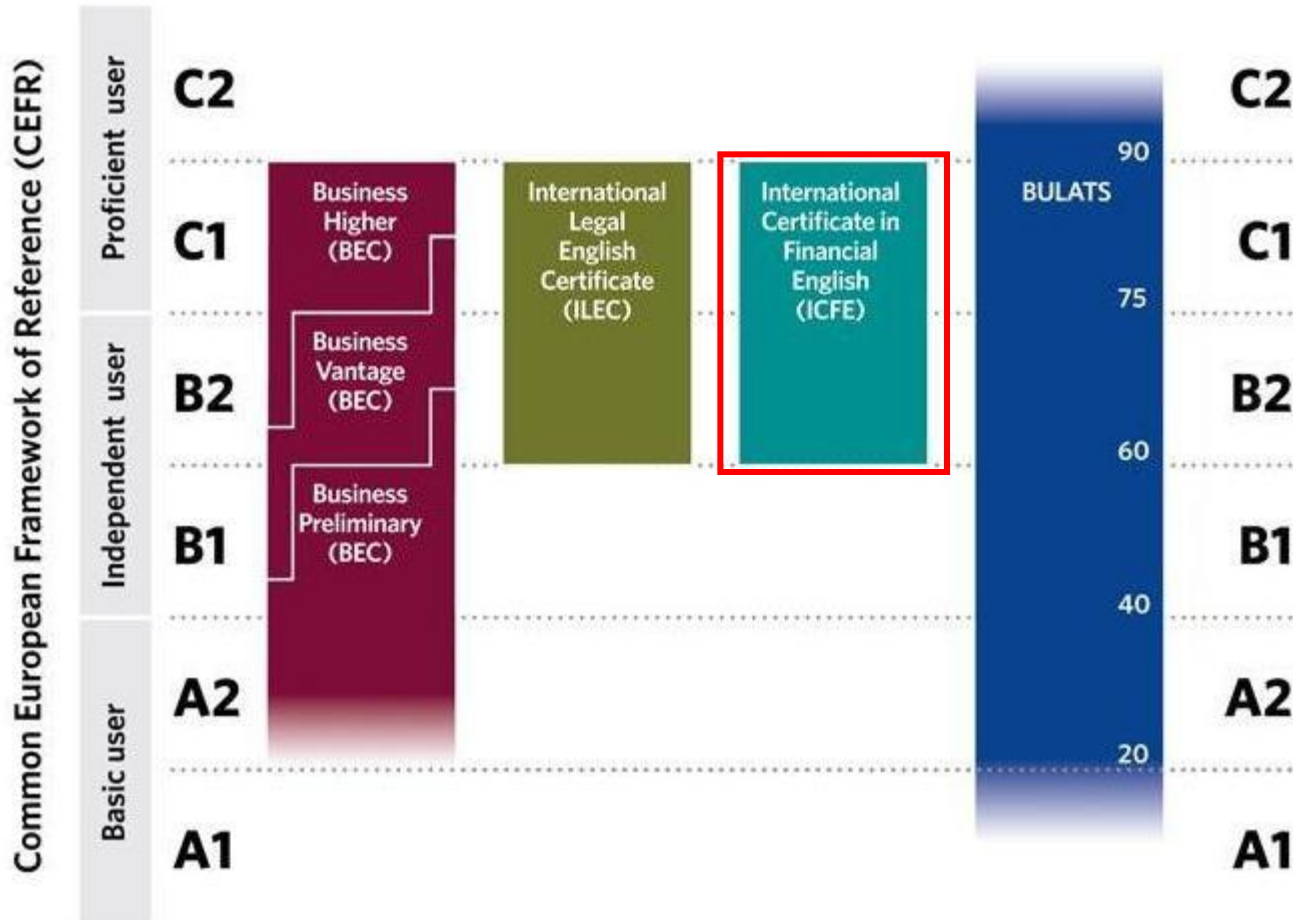 Common European Framework of Reference (CEFR)
Proficient user
Independent user
Basic user
C2
C1
B2
B1
A2
A1
Business
Higher
(BEC)
Business
Vantage
(BEC)
Business
Preliminary
(BEC)
International
Legal
English
Certificate
(ILEC)
International
Certificate in
Financial
English
(ICFE)
BULATS
90
75
60
40
20
C2
C1
B2
B1
A2
A1